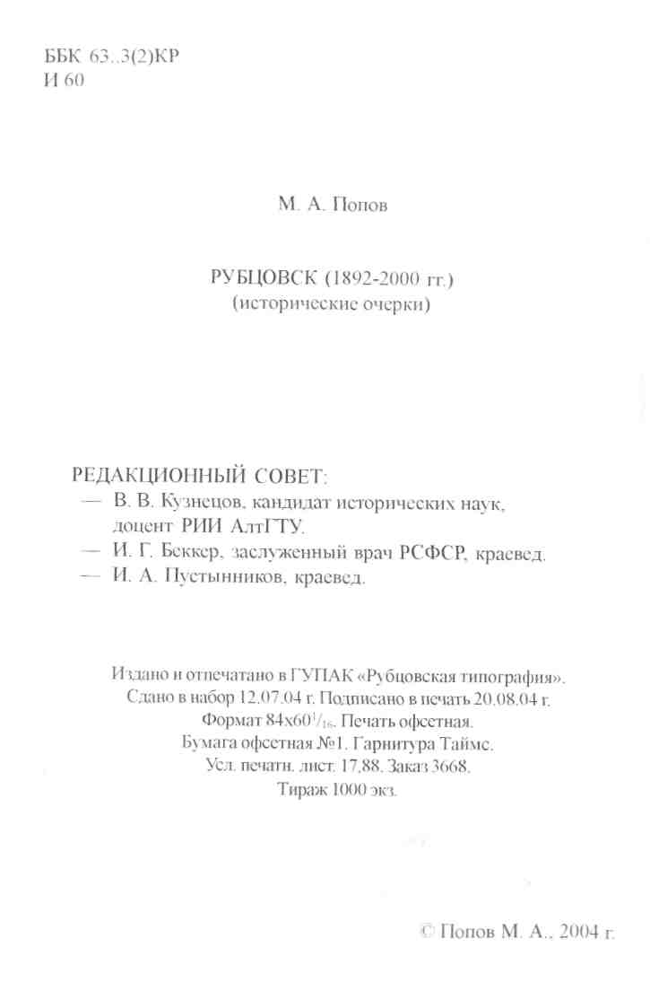 ББК 63..3(2)КР
И 60
М. А. Попов
РУБЦОВСК (1892-2000 гг.)
(исторические очерки)
РЕДАКЦИОННЫЙ СОВЕТ:
— В. В. Кузнецов, кандидат исторических наук,
доцент РИИ АлтГТУ.
— И. Г. Беккер, заслуженный врач РСФСР, краевед.
— И. А. Пустынников, краевед.
Издано и отпечатано в ГУПАК «Рубцовская типография».
Сдано в набор 12.07.04 г. Подписано в печать 20.08.04 г.
Формат 84х60¹/₁₆. Печать офсетная.
Бумага офсетная №1. Гарнитура Таймс.
Усл. печатн. лист. 17,88. Заказ 3668.
Тираж 1000 экз.
© Попов М. А., 2004 г.